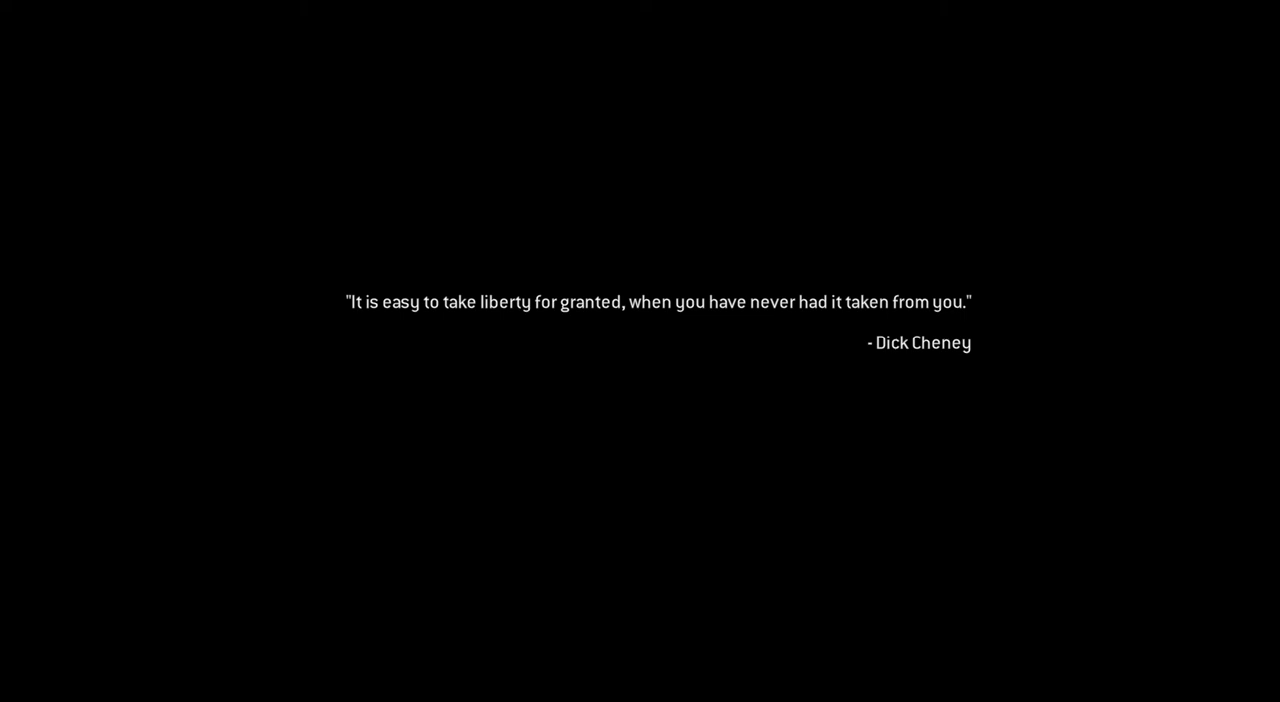 "It is easy to take liberty for granted, when you have never had it taken from you."
- Dick Cheney